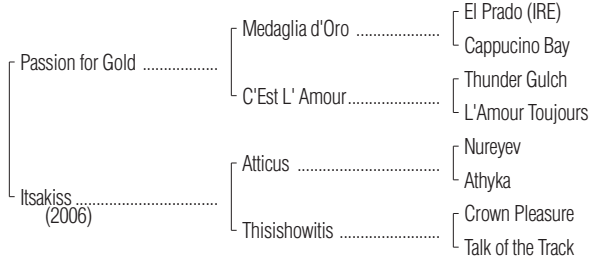 El Prado (IRE)
Medaglia d'Oro ....................
Cappucino Bay
Passion for Gold ..................
Thunder Gulch
C'Est L' Amour......................
L'Amour Toujours
Nureyev
Atticus ...............................
Athyka
Itsakiss ..................................
(2006)
Crown Pleasure
Thisishowitis ......................
Talk of the Track